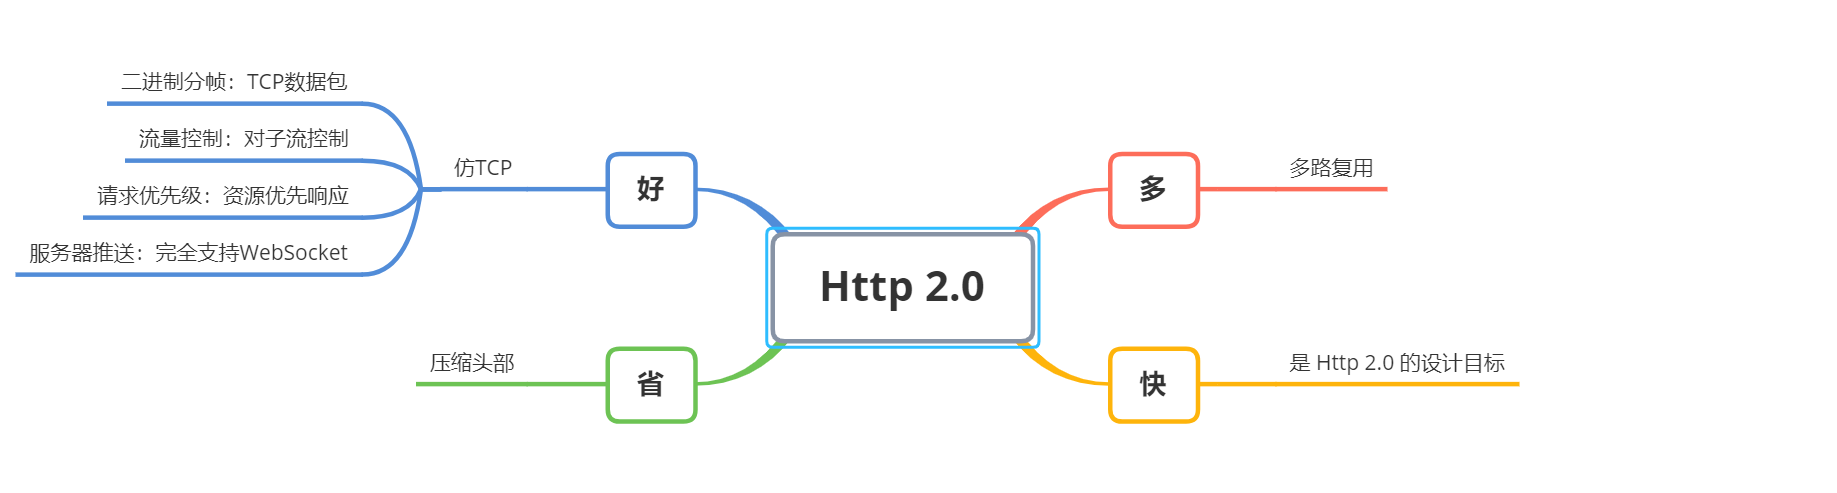 二进制分帧：TCP数据包
流量控制：对子流控制
请求优先级：资源优先响应
服务器推送：完全支持WebSocket
仿TCP
好
多
多路复用
Http 2.0
压缩头部
省
快
是 Http 2.0 的设计目标